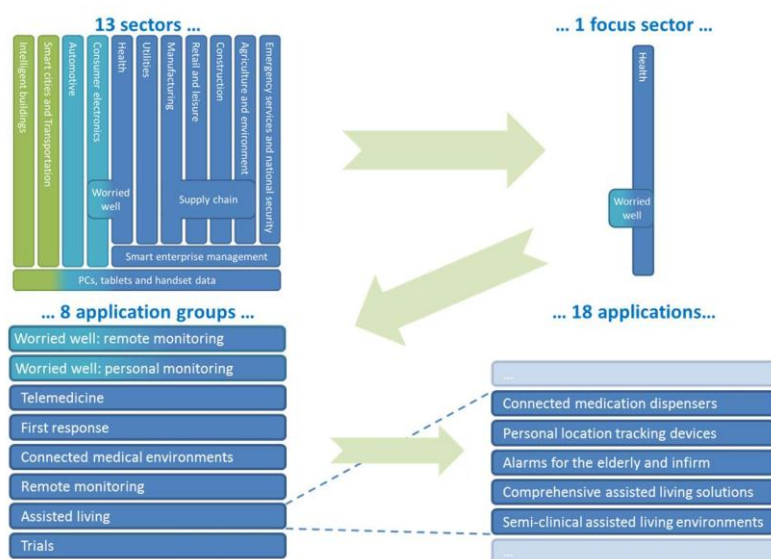 13 sectors ...
... 1 focus sector ...
Intelligent buildings
Smart cities and Transportation
Automotive
Consumer electronics
Health
Utilities
Manufacturing
Retail and leisure
Construction
Agriculture and environment
Emergency services and national security
Worried
well
Supply chain
Smart enterprise management
PCs, tablets and handset data
Health
Worried
well
... 8 application groups ...
Worried well: remote monitoring
Worried well: personal monitoring
Telemedicine
First response
Connected medical environments
Remote monitoring
Assisted living
Trials
... 18 applications...
...
Connected medication dispensers
Personal location tracking devices
Alarms for the elderly and infirm
Comprehensive assisted living solutions
Semi-clinical assisted living environments
...